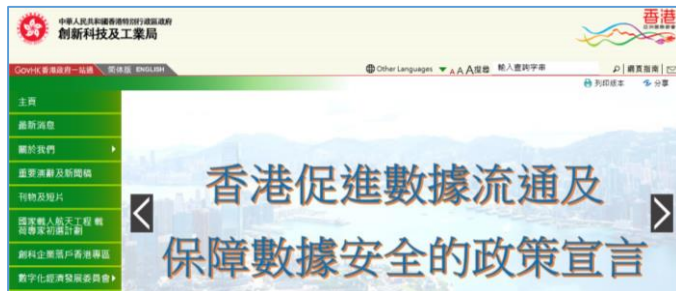 中華人民共和國香港特別行政區政府
創新科技及工業局
香港
GovHK 香港政府一站通
简体版
ENGLISH
Other Languages
A A A
搜尋
輸入查詢字串
網頁指南
列印版本
分享
主頁
最新消息
關於我們
重要演辭及新聞稿
刊物及短片
國家載人航天工程 載
荷專家初選計劃
創科企業落戶香港專區
數字化經濟發展委員會
香港促進數據流通及
保障數據安全的政策宣言